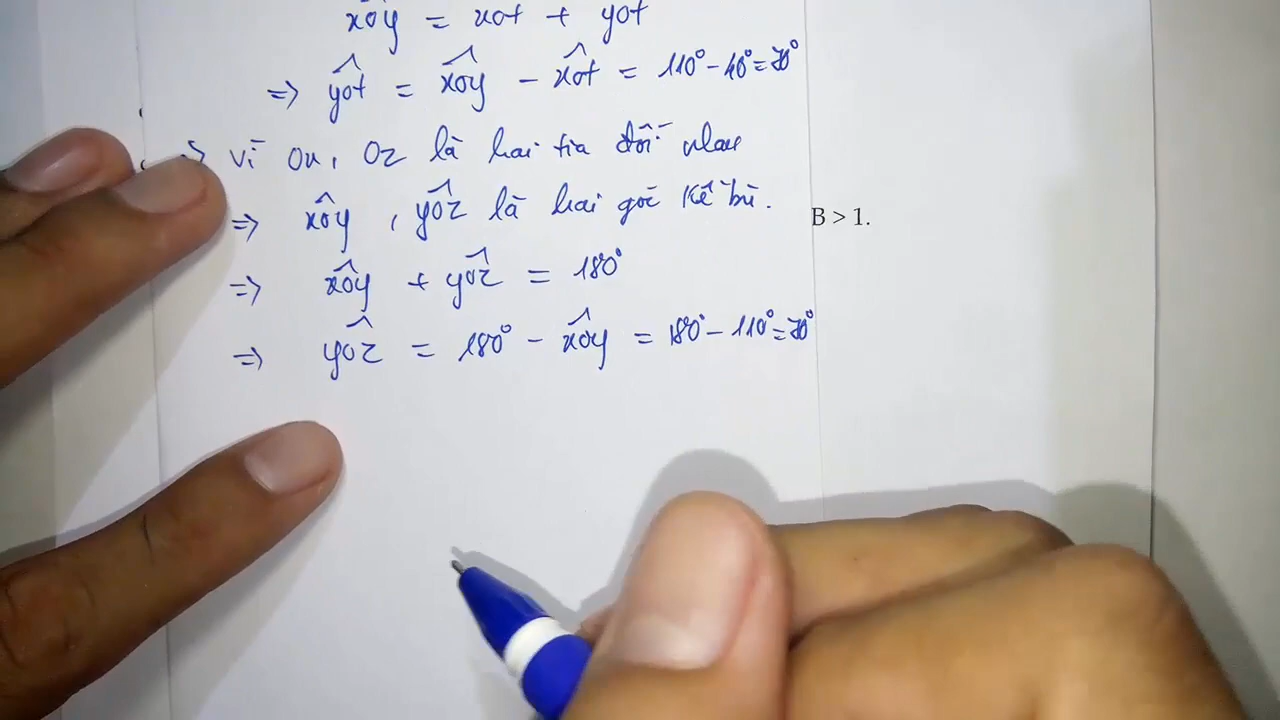 xOy = xOt + yOt
=> yOt = xOy - xOt = 110° - 40° = 70°
=> Vì Ox, Oz là hai tia đối nhau
=> xOy, yOz là hai góc kề bù.
B > 1.
=> xOy + yOz = 180°
=> yOz = 180° - xOy = 180° - 110° = 70°